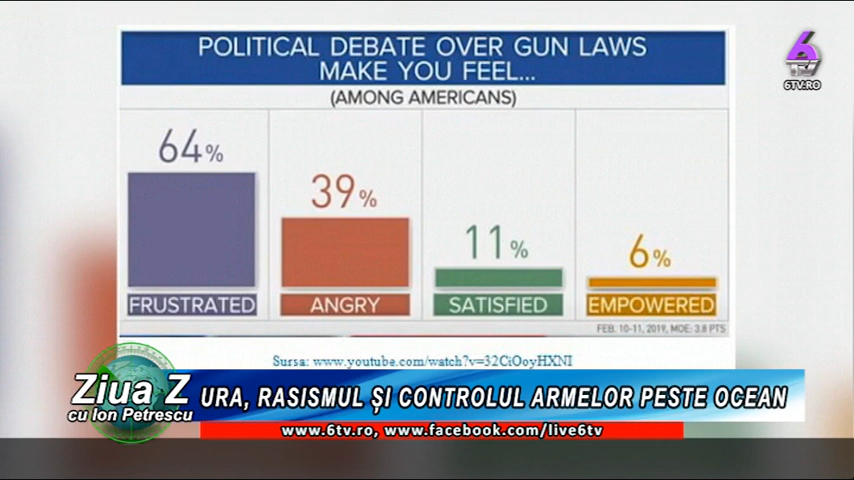 POLITICAL DEBATE OVER GUN LAWS
MAKE YOU FEEL...
(AMONG AMERICANS)
64%
39%
11%
6%
FRUSTRATED
ANGRY
SATISFIED
EMPOWERED
FEB. 10-11, 2019, MOE: 3.8 PTS
Sursa: www.youtube.com/watch?v=32CiOoyHXNI
6
TV
6TV.RO
Ziua Z
cu Ion Petrescu
URA, RASISMUL ȘI CONTROLUL ARMELOR PESTE OCEAN
www.6tv.ro, www.facebook.com/live6tv